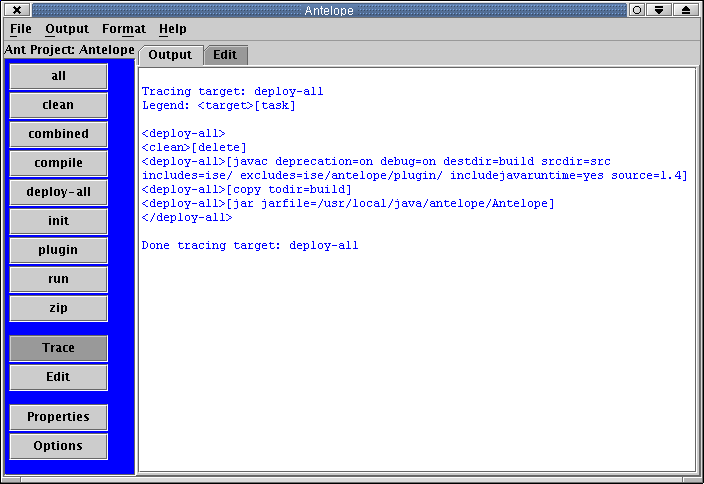 Antelope
File Output Format Help
Ant Project: Antelope
Output Edit
all
clean
combined
compile
deploy-all
init
plugin
run
zip
Trace
Edit
Properties
Options
Tracing target: deploy-all
Legend: <target>[task]
<deploy-all>
<clean>[delete]
<deploy-all>[javac deprecation=on debug=on destdir=build srcdir=src
includes=ise/ excludes=ise/antelope/plugin/ includejavaruntime=yes source=1.4]
<deploy-all>[copy todir=build]
<deploy-all>[jar jarfile=/usr/local/java/antelope/Antelope]
</deploy-all>
Done tracing target: deploy-all